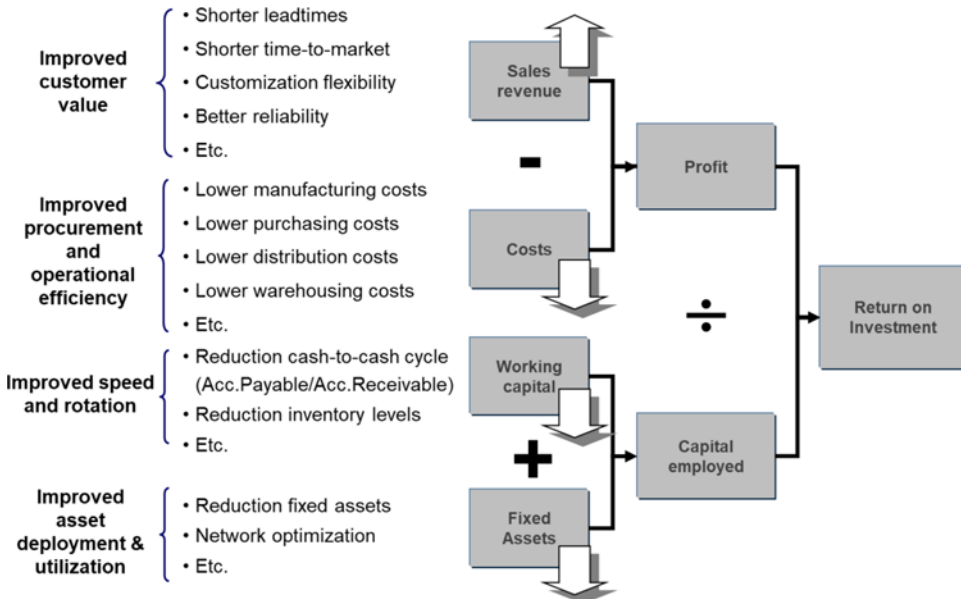 Improved
customer
value
• Shorter leadtimes
• Shorter time-to-market
• Customization flexibility
• Better reliability
• Etc.
Improved
procurement
and
operational
efficiency
• Lower manufacturing costs
• Lower purchasing costs
• Lower distribution costs
• Lower warehousing costs
• Etc.
Improved speed
and rotation
• Reduction cash-to-cash cycle
(Acc.Payable/Acc.Receivable)
• Reduction inventory levels
• Etc.
Improved
asset
deployment &
utilization
• Reduction fixed assets
• Network optimization
• Etc.
Sales
revenue
-
Costs
Working
capital
+
Fixed
Assets
Profit
÷
Capital
employed
Return on
Investment